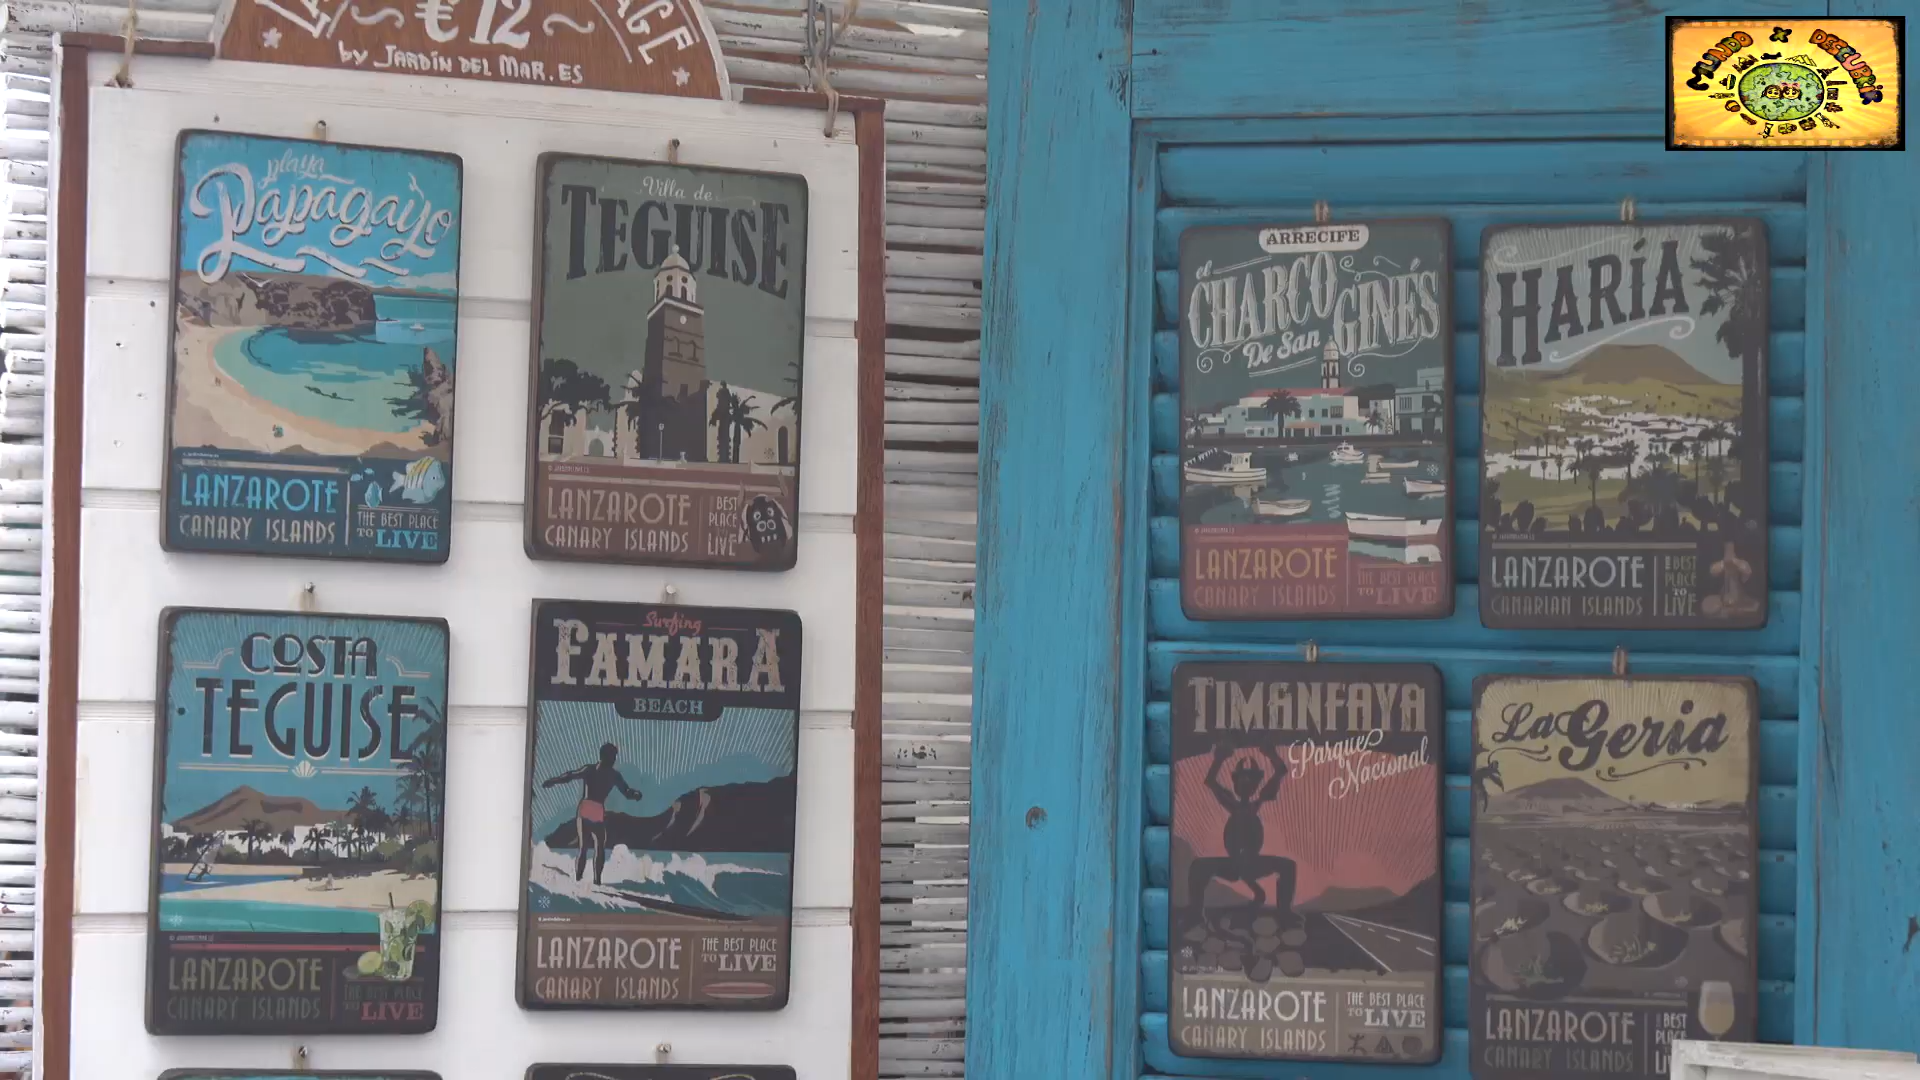 €12
by JARDÍN DEL MAR.ES
MUNDO X DESCUBRIR
playa
Papagayo
LANZAROTE
CANARY ISLANDS
THE BEST PLACE
TO LIVE
Villa de
TEGUISE
LANZAROTE
CANARY ISLANDS
BEST
PLACE
LIVE
COSTA
TEGUISE
LANZAROTE
CANARY ISLANDS
THE BEST PLACE
TO LIVE
Surfing
FAMARA
BEACH
LANZAROTE
CANARY ISLANDS
THE BEST PLACE
TO LIVE
ARRECIFE
el
CHARCO
De San GINÉS
LANZAROTE
CANARY ISLANDS
THE BEST PLACE
TO LIVE
HARÍA
LANZAROTE
CANARIAN ISLANDS
THE BEST
PLACE
TO
LIVE
TIMANFAYA
Parque
Nacional
LANZAROTE
CANARY ISLANDS
THE BEST PLACE
TO LIVE
La Geria
LANZAROTE
CANARY ISLANDS
BEST